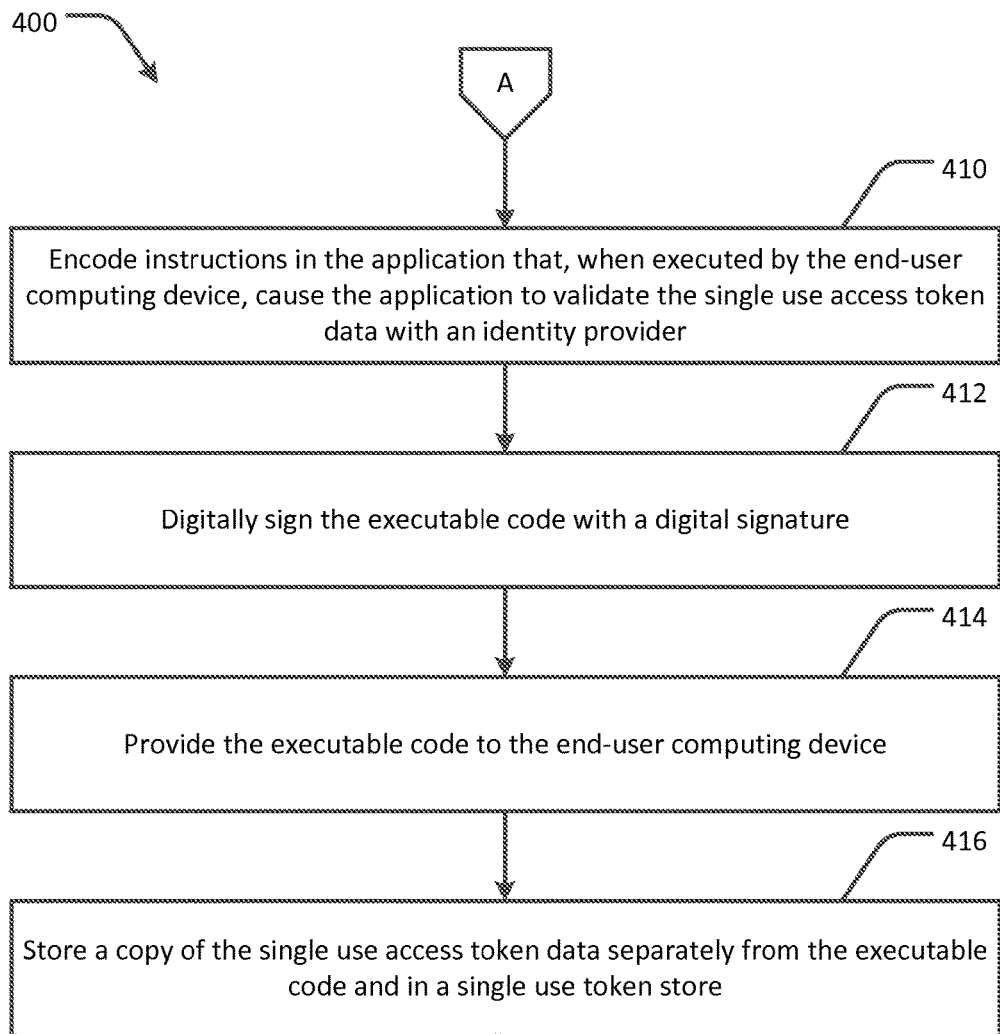 400
A
410
Encode instructions in the application that, when executed by the end-user
computing device, cause the application to validate the single use access token
data with an identity provider
412
Digitally sign the executable code with a digital signature
414
Provide the executable code to the end-user computing device
416
Store a copy of the single use access token data separately from the executable
code and in a single use token store